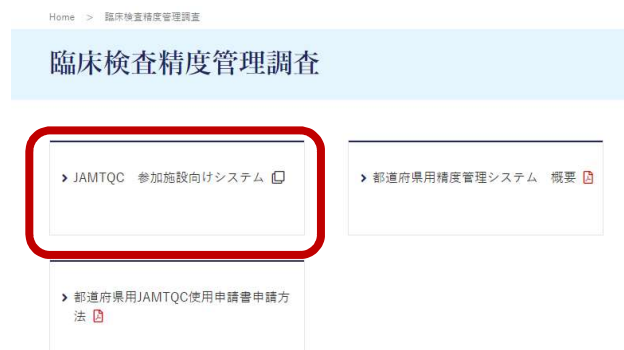 Home > 臨床検査精度管理調査
臨床検査精度管理調査
JAMTQC 参加施設向けシステム
都道府県用精度管理システム 概要
都道府県用JAMTQC使用申請書申請方
法